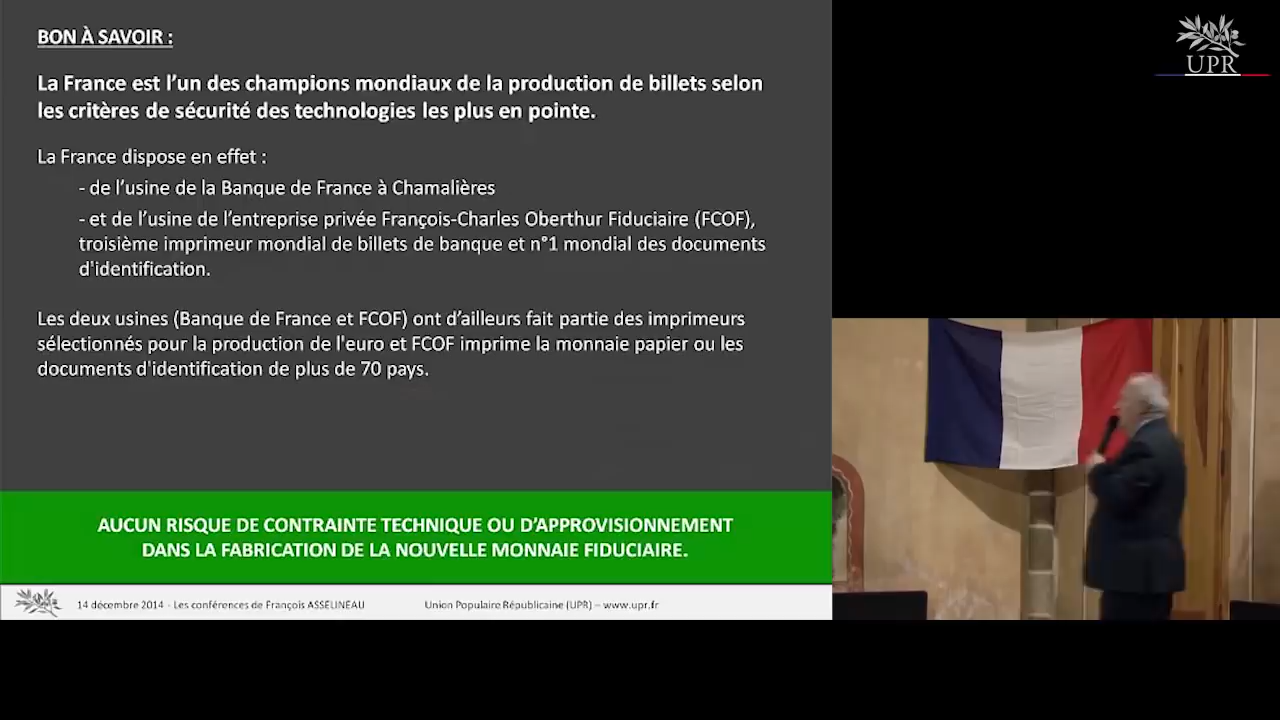 BON À SAVOIR :
La France est l'un des champions mondiaux de la production de billets selon
les critères de sécurité des technologies les plus en pointe.
La France dispose en effet :
- de l'usine de la Banque de France à Chamalières
- et de l'usine de l'entreprise privée François-Charles Oberthur Fiduciaire (FCOF),
troisième imprimeur mondial de billets de banque et n°1 mondial des documents
d'identification.
Les deux usines (Banque de France et FCOF) ont d'ailleurs fait partie des imprimeurs
sélectionnés pour la production de l'euro et FCOF imprime la monnaie papier ou les
documents d'identification de plus de 70 pays.
AUCUN RISQUE DE CONTRAINTE TECHNIQUE OU D'APPROVISIONNEMENT
DANS LA FABRICATION DE LA NOUVELLE MONNAIE FIDUCIAIRE.
14 décembre 2014 - Les conférences de François ASSELINEAU
Union Populaire Républicaine (UPR) – www.upr.fr
UPR